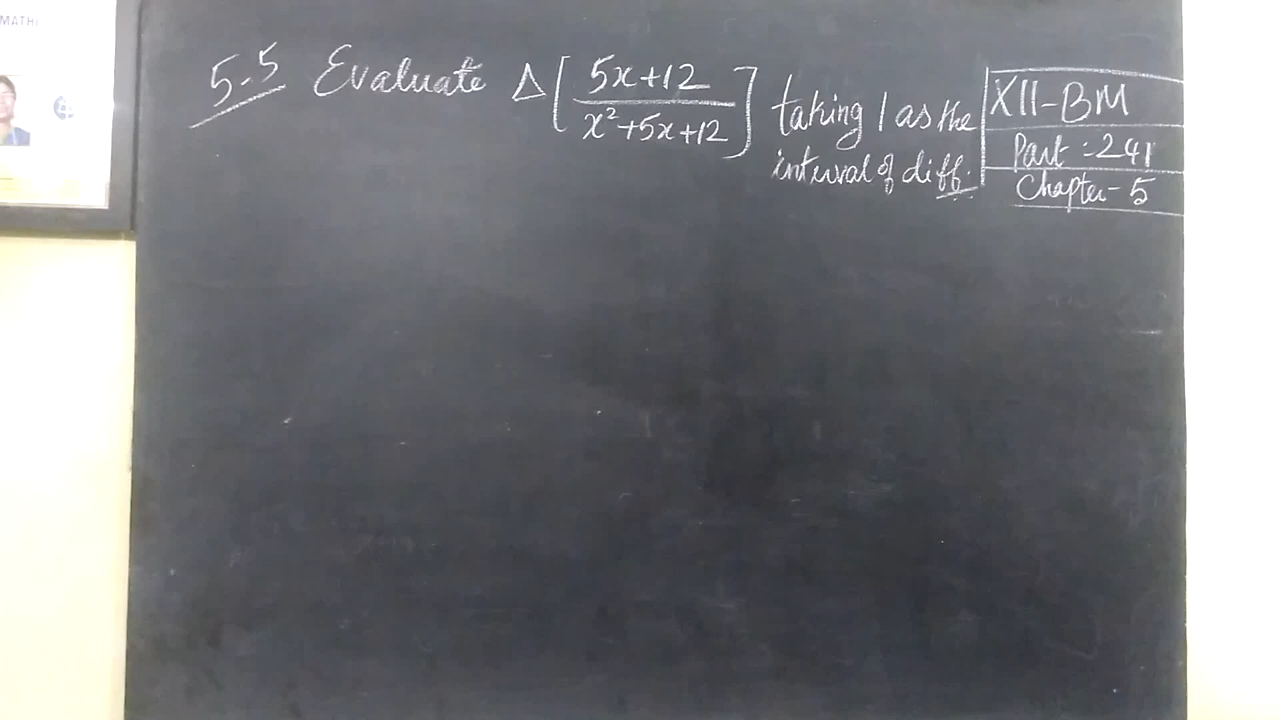 MATHE
5.5 Evaluate Δ[5x+12 / x²+5x+12] taking 1 as the interval of diff.
XII-BM
Part: 241
Chapter-5